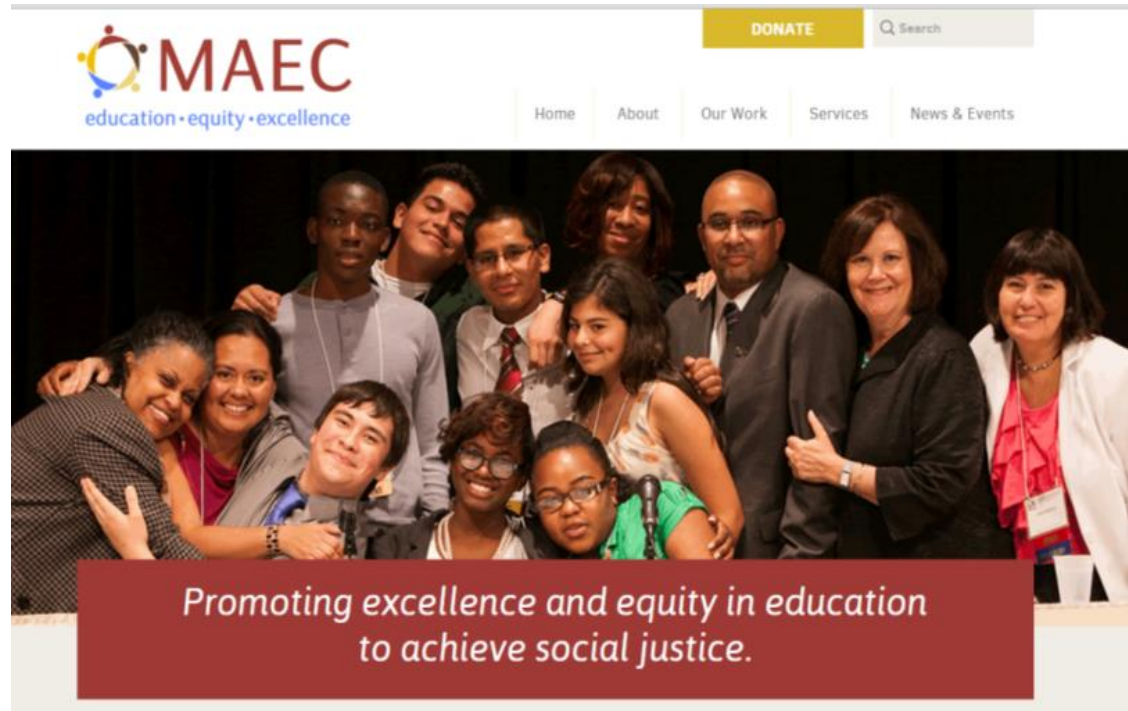 MAEC
education • equity • excellence
DONATE
Search
Home About Our Work Services News & Events
Promoting excellence and equity in education
to achieve social justice.